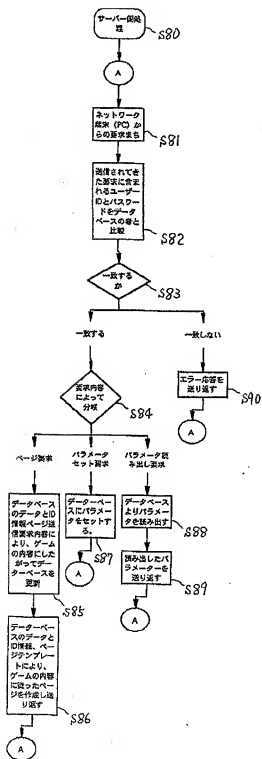 サーバー側処
理
S80
A
ネットワーク
端末(PC)か
らの要求まち
S81
送信されてき
た要求に含ま
れるユーザー
IDとパスワー
ドをデータ
ベースの者と
比較
S82
一致する
か
S83
一致する
一致しない
要求内容
によって
分岐
S84
エラー応答を
送り返す
S90
A
ページ要求
パラメータ
セット要求
パラメータ読
み出し要求
データベース
のデータとID
情報ページ送
信要求内容に
より、ゲーム
の内容にした
がってデータ
ベースを
更新
S85
データーベー
スにパラメー
タをセットす
る。
S87
A
データベース
よりパラメー
タを読み出す
S88
読み出したパ
ラメーターを
送り返す
S89
A
データーベース
のデータと
ID情報、ペー
ジテンプレー
トにより、
ゲームの内容
に従ったペー
ジを作成し送
り返す
S86
A